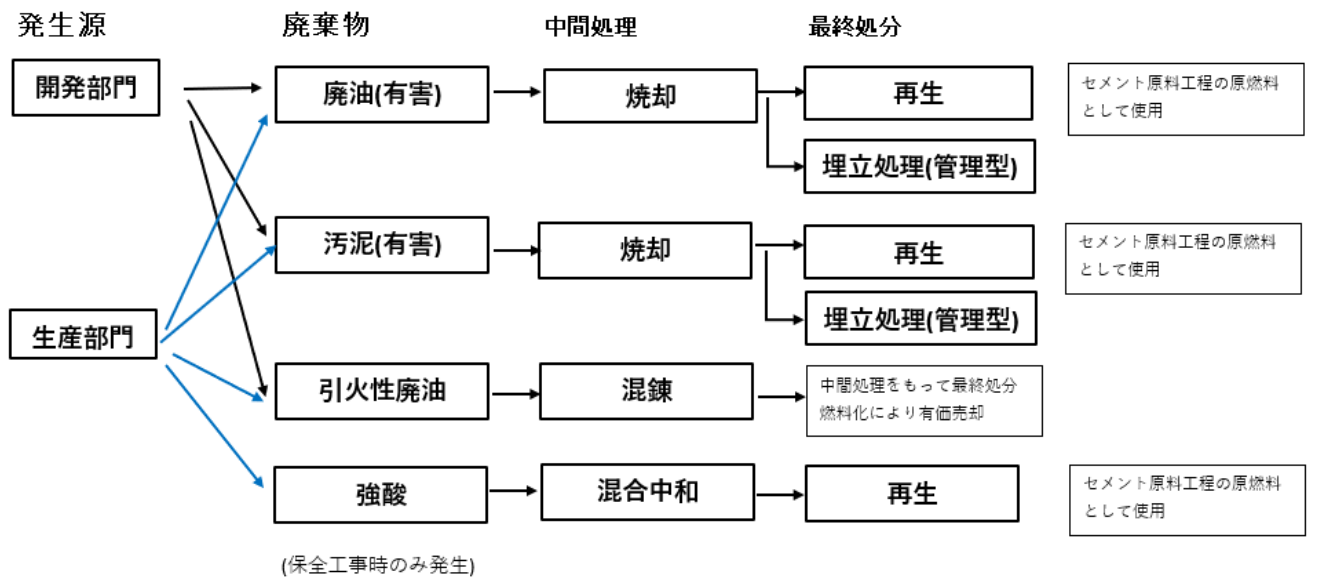 発生源
廃棄物
中間処理
最終処分
開発部門
廃油(有害)
焼却
再生
セメント原料工程の原燃料
として使用
埋立処理(管理型)
汚泥(有害)
焼却
再生
セメント原料工程の原燃料
として使用
生産部門
埋立処理(管理型)
引火性廃油
混錬
中間処理をもって最終処分
燃料化により有価売却
強酸
混合中和
再生
セメント原料工程の原燃料
として使用
(保全工事時のみ発生)